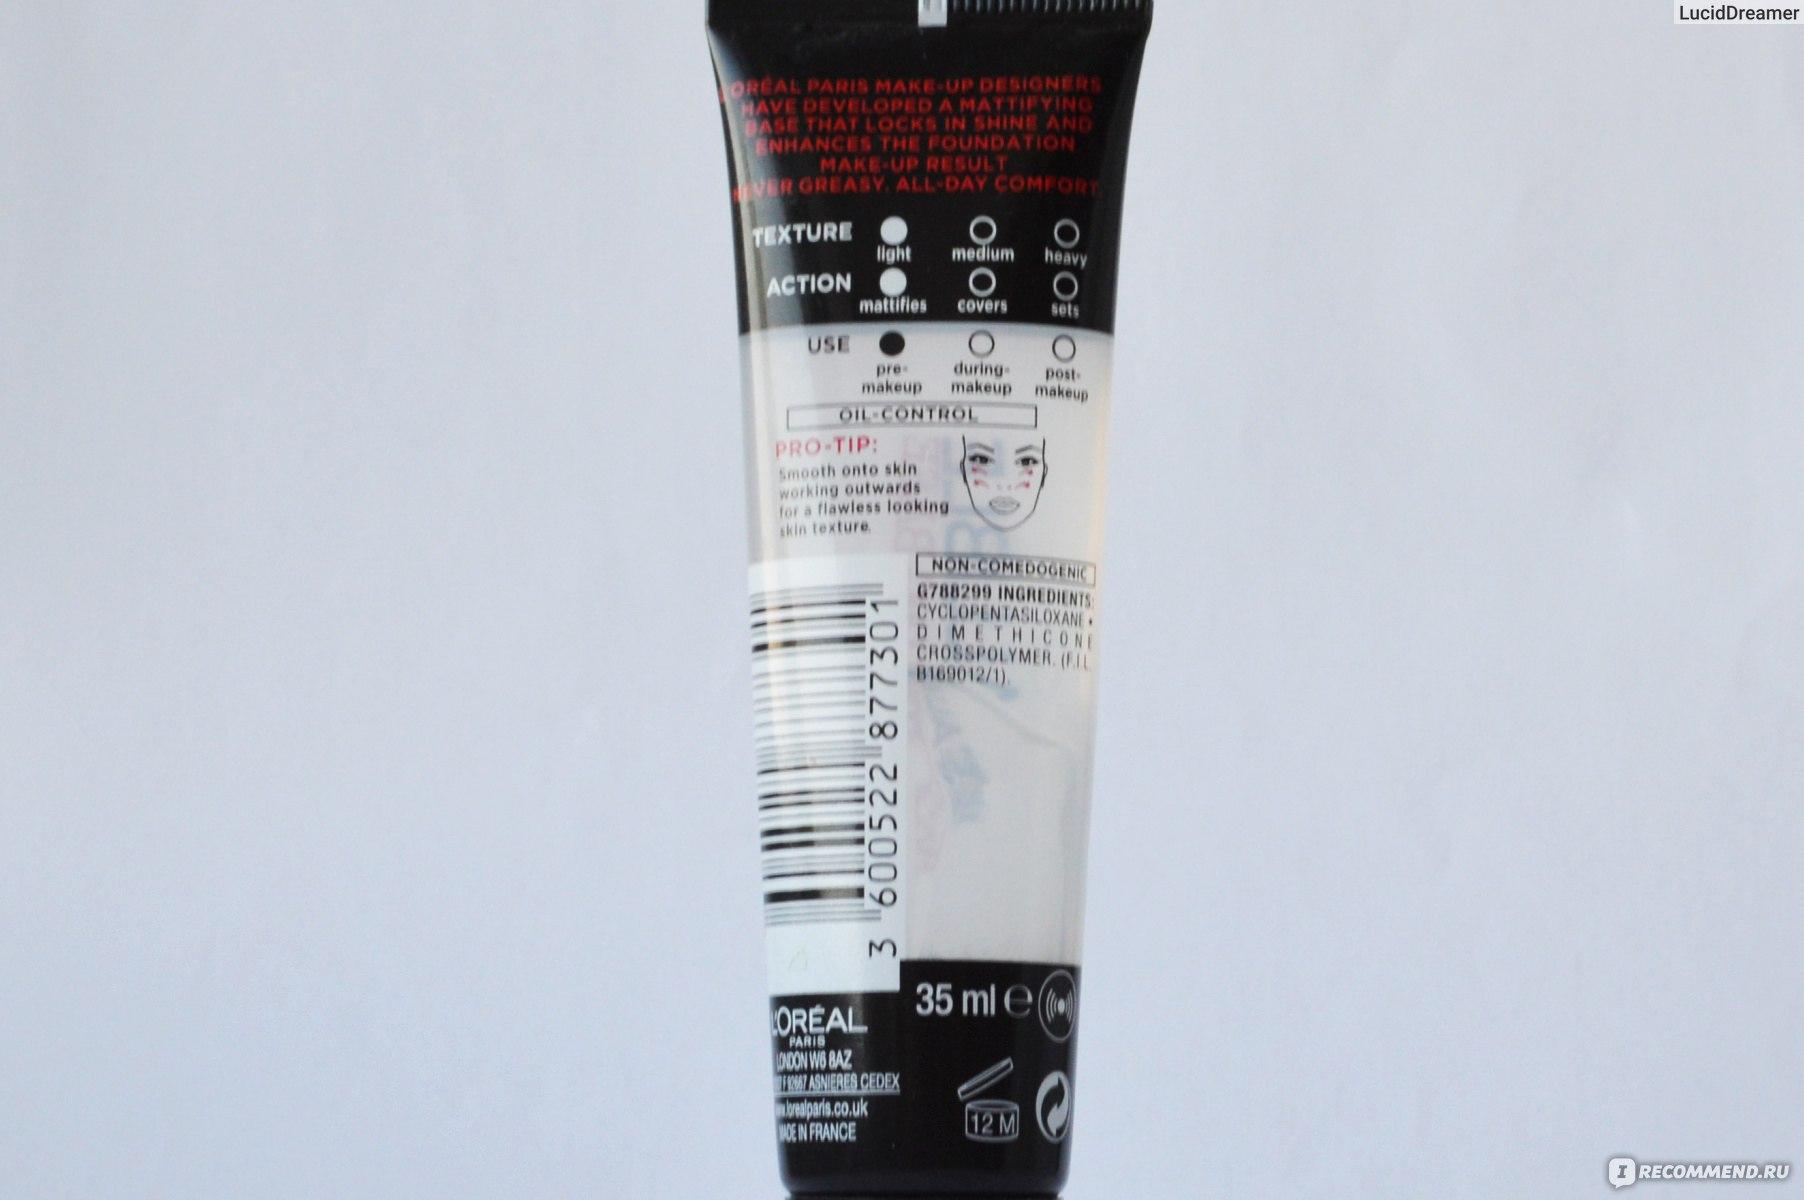 LucidDreamer
L'ORÉAL PARIS MAKE-UP DESIGNERS
HAVE DEVELOPED A MATTIFYING
BASE THAT LOCKS IN SHINE AND
ENHANCES THE FOUNDATION
MAKE-UP RESULT
NEVER GREASY. ALL-DAY COMFORT.
TEXTURE light medium heavy
ACTION mattifies covers sets
USE pre-makeup during-makeup post-makeup
OIL-CONTROL
PRO-TIP:
Smooth onto skin
working outwards
for a flawless looking
skin texture.
NON-COMEDOGENIC
G788299 INGREDIENTS:
CYCLOPENTASILOXANE •
DIMETHICONE
CROSSPOLYMER. (F.I.L.
B169012/1).
3 600522 877301
35 ml e
L'ORÉAL
PARIS
LONDON W6 8AZ
F 92667 ASNIERES CEDEX
www.lorealparis.co.uk
MADE IN FRANCE
12 M
IRECOMMEND.RU